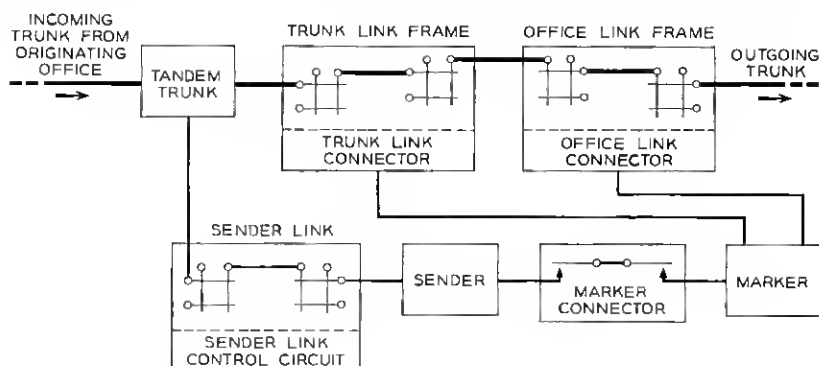 INCOMING
TRUNK FROM
ORIGINATING
OFFICE
TANDEM
TRUNK
TRUNK LINK FRAME
TRUNK LINK
CONNECTOR
OFFICE LINK FRAME
OFFICE LINK
CONNECTOR
OUTGOING
TRUNK
SENDER LINK
SENDER LINK
CONTROL CIRCUIT
SENDER
MARKER
CONNECTOR
MARKER